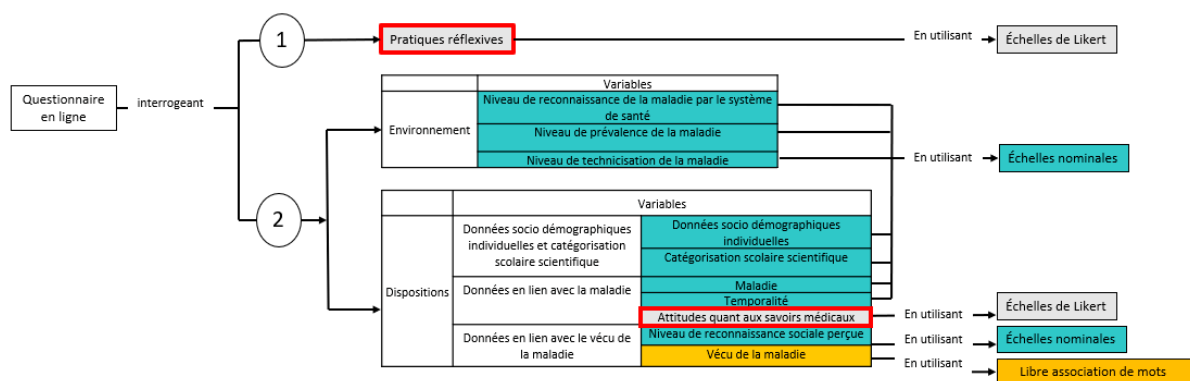 1
Pratiques réflexives
En utilisant
Échelles de Likert
Questionnaire
en ligne
interrogeant
Variables
Environnement
Niveau de reconnaissance de la maladie par le système
de santé
Niveau de prévalence de la maladie
Niveau de technicisation de la maladie
En utilisant
Échelles nominales
2
Variables
Dispositions
Données socio démographiques
individuelles et catégorisation
scolaire scientifique
Données socio démographiques
individuelles
Catégorisation scolaire scientifique
Données en lien avec la maladie
Maladie
Temporalité
Attitudes quant aux savoirs médicaux
En utilisant
Échelles de Likert
Données en lien avec le vécu de
la maladie
Niveau de reconnaissance sociale perçue
En utilisant
Échelles nominales
Vécu de la maladie
En utilisant
Libre association de mots